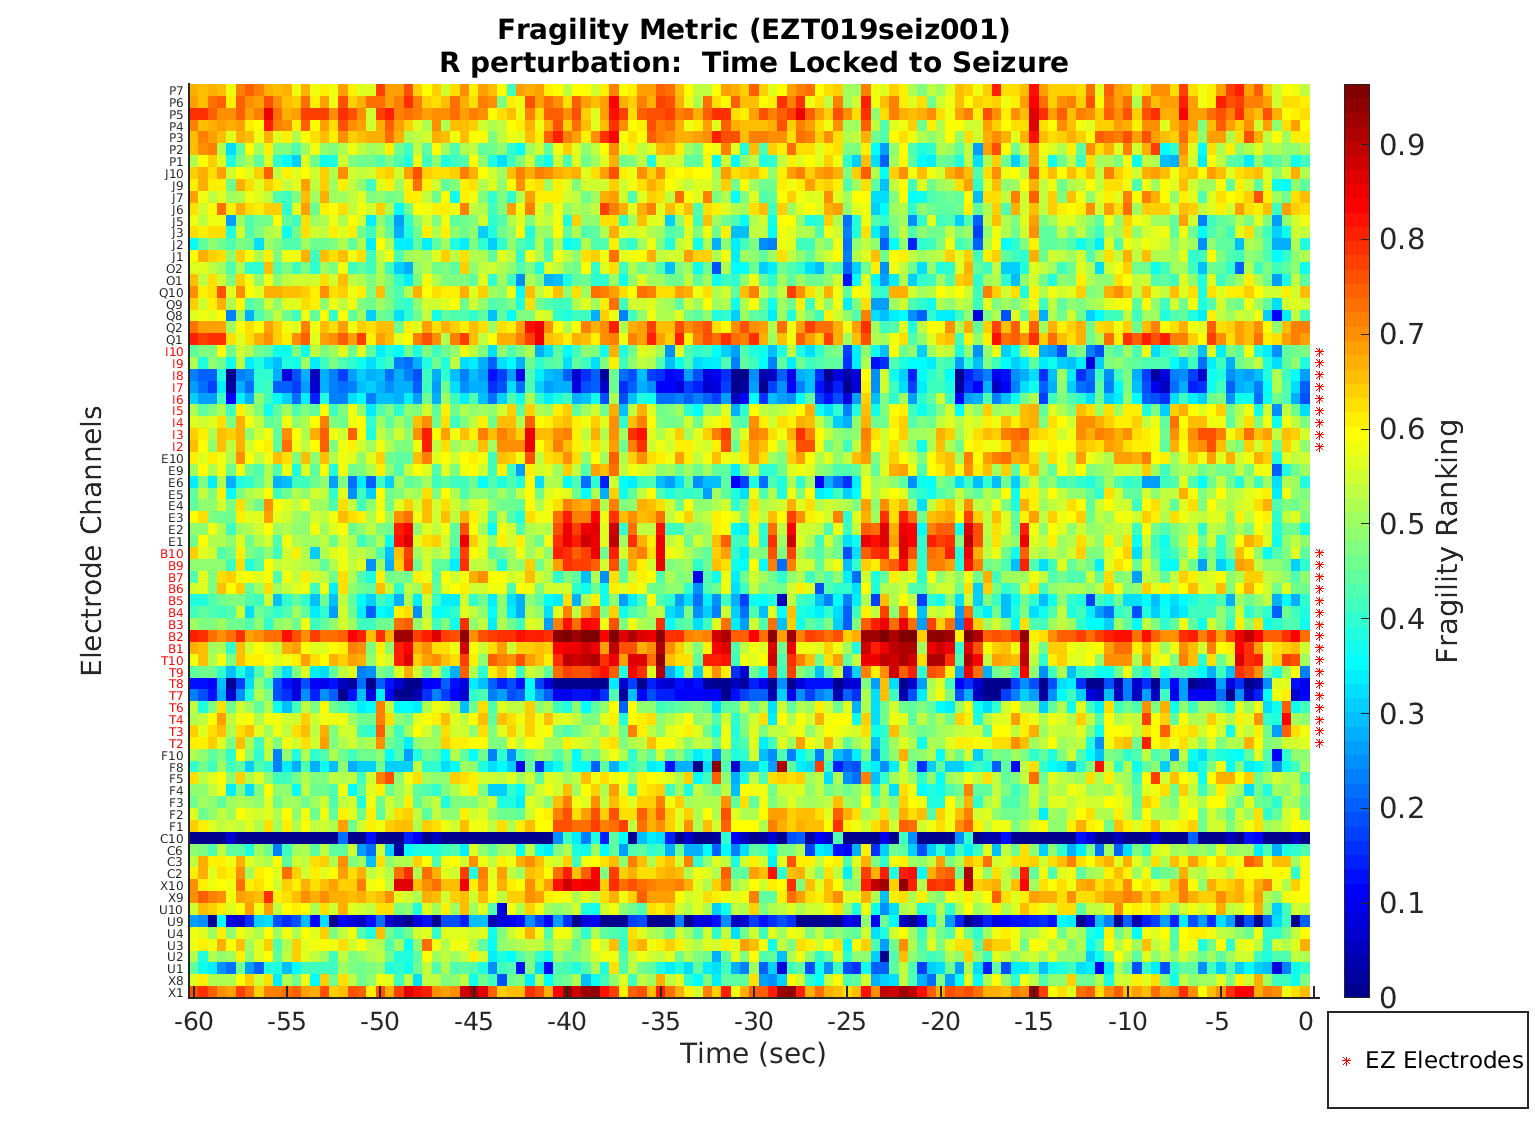 Fragility Metric (EZT019seiz001)
R perturbation:  Time Locked to Seizure
Electrode Channels
P7
P6
P5
P4
P3
P2
P1
J10
J9
J7
J6
J5
J3
J2
J1
O2
O1
Q10
Q9
Q8
Q2
Q1
I10
I9
I8
I7
I6
I5
I4
I3
I2
E10
E9
E6
E5
E4
E3
E2
E1
B10
B9
B7
B6
B5
B4
B3
B2
B1
T10
T9
T8
T7
T6
T4
T3
T2
F10
F8
F5
F4
F3
F2
F1
C10
C6
C3
C2
X10
X9
U10
U9
U4
U3
U2
U1
X8
X1
-60 -55 -50 -45 -40 -35 -30 -25 -20 -15 -10 -5 0
Time (sec)
0.9
0.8
0.7
0.6
0.5
0.4
0.3
0.2
0.1
0
Fragility Ranking
* EZ Electrodes